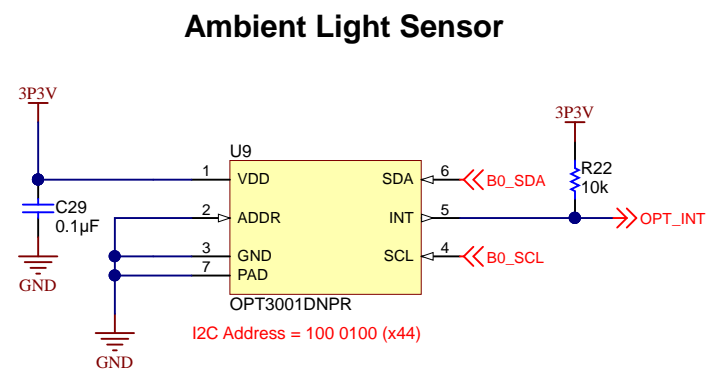 Ambient Light Sensor
3P3V
3P3V
U9
1 VDD SDA 6 B0_SDA
R22
10k
C29
0.1µF
2 ADDR INT 5 OPT_INT
3 GND SCL 4 B0_SCL
7 PAD
GND
OPT3001DNPR
I2C Address = 100 0100 (x44)
GND